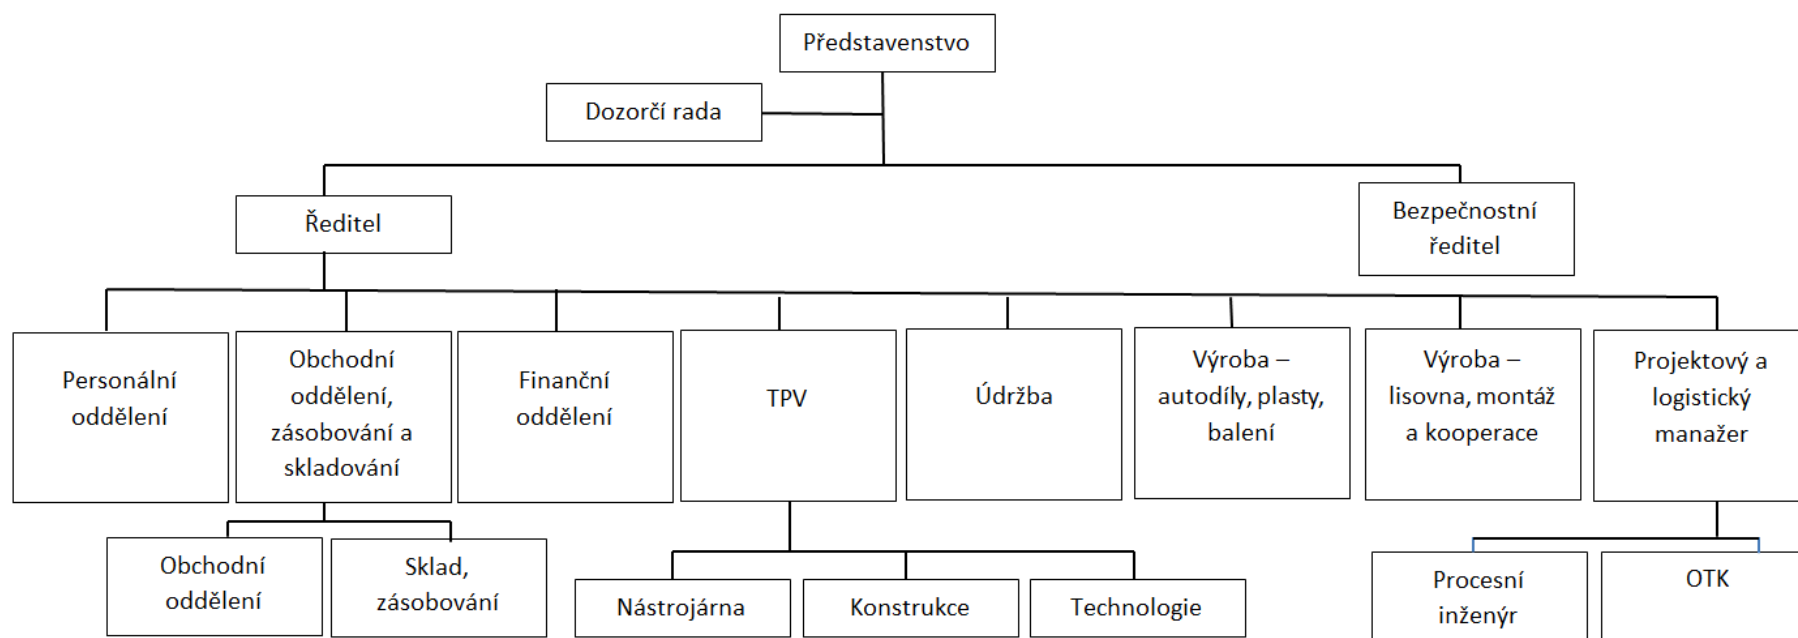 Představenstvo
Dozorčí rada
Ředitel
Bezpečnostní
ředitel
Personální
oddělení
Obchodní
oddělení,
zásobování a
skladování
Finanční
oddělení
TPV
Údržba
Výroba –
autodíly, plasty,
balení
Výroba –
lisovna, montáž
a kooperace
Projektový a
logistický
manažer
Obchodní
oddělení
Sklad,
zásobování
Nástrojárna
Konstrukce
Technologie
Procesní
inženýr
OTK